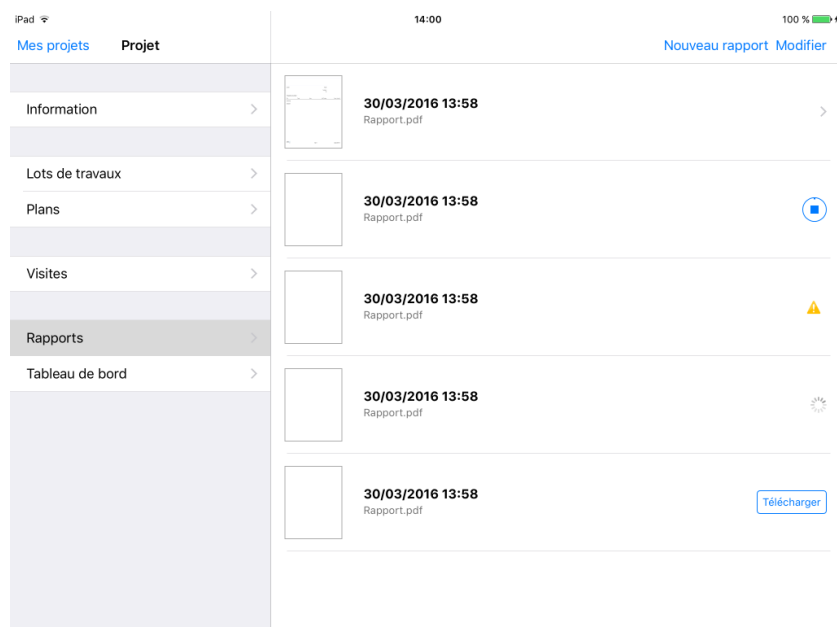 iPad 14:00 100 %
Mes projets Projet Nouveau rapport Modifier
Information
Lots de travaux
Plans
Visites
Rapports
Tableau de bord
30/03/2016 13:58
Rapport.pdf
30/03/2016 13:58
Rapport.pdf
30/03/2016 13:58
Rapport.pdf
30/03/2016 13:58
Rapport.pdf
30/03/2016 13:58
Rapport.pdf
Télécharger